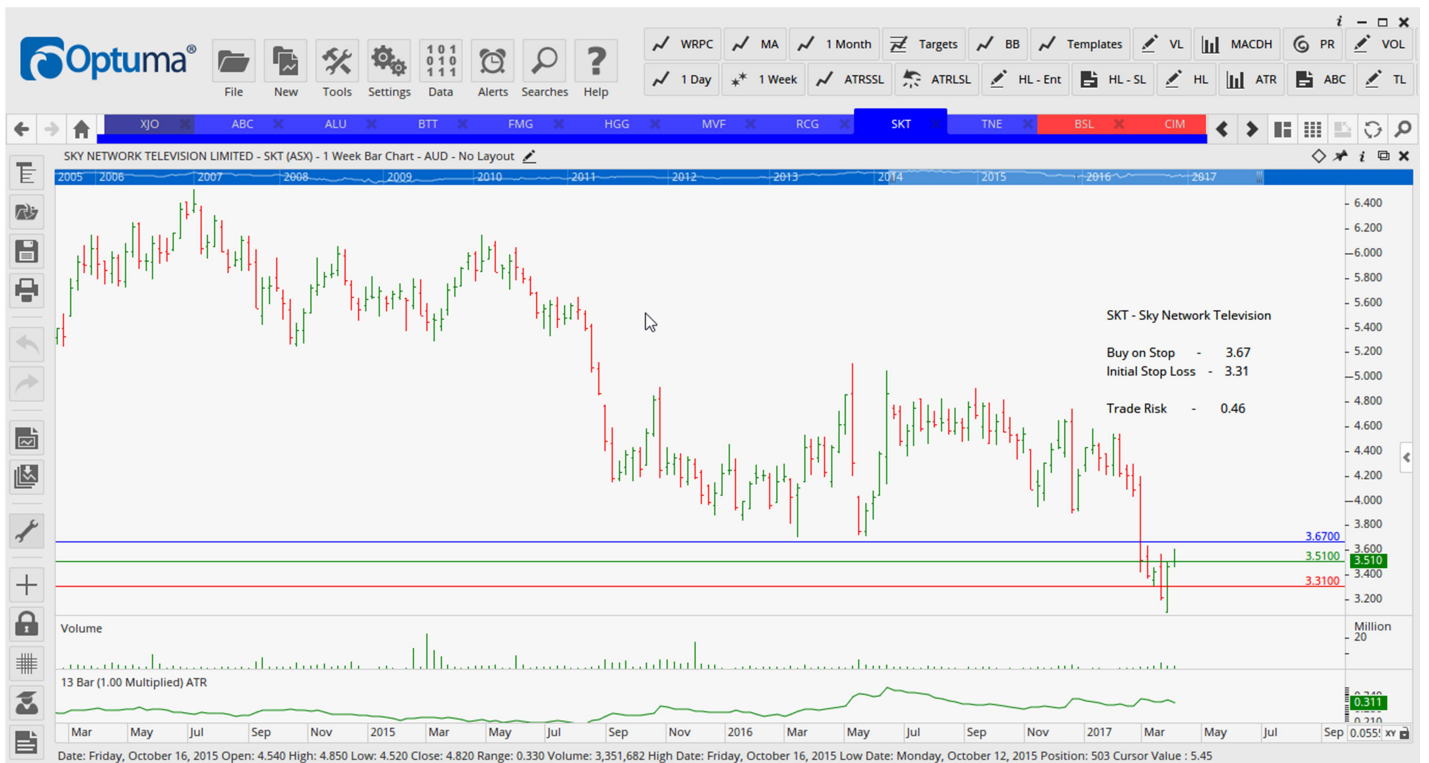 Optuma®
File New Tools Settings Data Alerts Searches Help
WRPC MA 1 Month Targets BB Templates VL MACDH PR VOL
1 Day 1 Week ATRSSL ATRLSL HL - Ent HL - SL HL ATR ABC TL
XJO ABC ALU BTT FMG HGG MVF RCG SKT TNE BSL CIM
SKY NETWORK TELEVISION LIMITED - SKT (ASX) - 1 Week Bar Chart - AUD - No Layout
2005 2006 2007 2008 2009 2010 2011 2012 2013 2014 2015 2016 2017
6.400
6.200
6.000
5.800
5.600
SKT - Sky Network Television
5.400
5.200
Buy on Stop - 3.67
Initial Stop Loss - 3.31
5.000
4.800
Trade Risk - 0.46
4.600
4.400
4.200
4.000
3.800
3.6700
3.600
3.5100 3.510
3.400
3.3100
3.200
Volume
Million
20
13 Bar (1.00 Multiplied) ATR
0.311
0.210
Mar May Jul Sep Nov 2015 Mar May Jul Sep Nov 2016 Mar May Jul Sep Nov 2017 Mar May Jul Sep XY
Date: Friday, October 16, 2015 Open: 4.540 High: 4.850 Low: 4.520 Close: 4.820 Range: 0.330 Volume: 3,351,682 High Date: Friday, October 16, 2015 Low Date: Monday, October 12, 2015 Position: 503 Cursor Value : 5.45